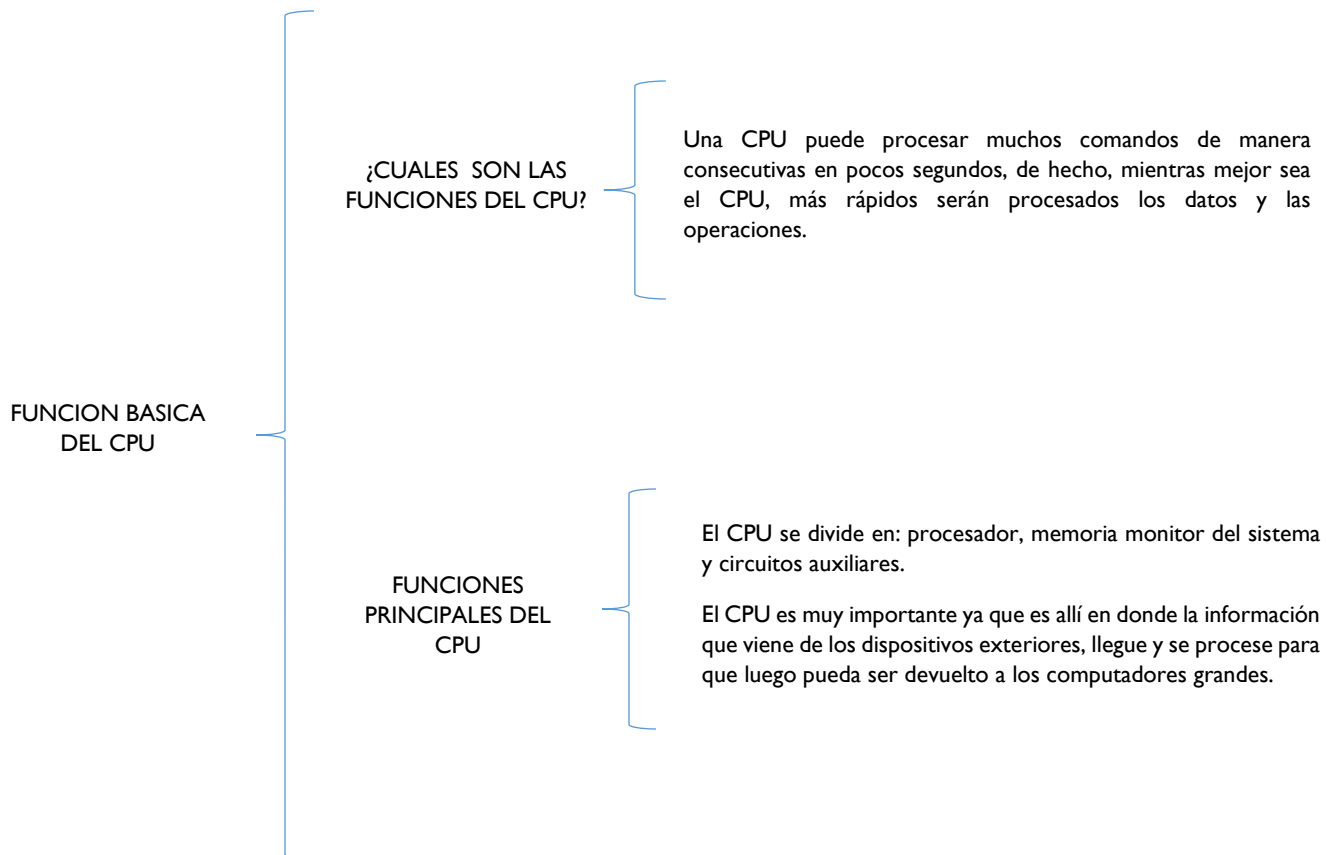 FUNCION BASICA
DEL CPU
¿CUALES SON LAS
FUNCIONES DEL CPU?
Una CPU puede procesar muchos comandos de manera
consecutivas en pocos segundos, de hecho, mientras mejor sea
el CPU, más rápidos serán procesados los datos y las
operaciones.
FUNCIONES
PRINCIPALES DEL
CPU
El CPU se divide en: procesador, memoria monitor del sistema
y circuitos auxiliares.
El CPU es muy importante ya que es allí en donde la información
que viene de los dispositivos exteriores, llegue y se procese para
que luego pueda ser devuelto a los computadores grandes.